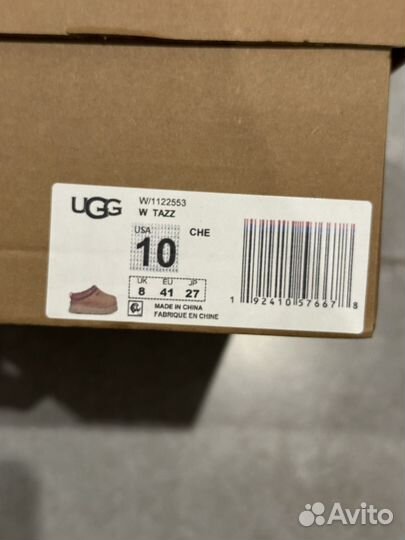 UGG
W/1122553
W TAZZ
USA
10
CHE
UK EU JP
8 41 27
MADE IN CHINA
FABRIQUE EN CHINE
1 92410 57667 8
Avito